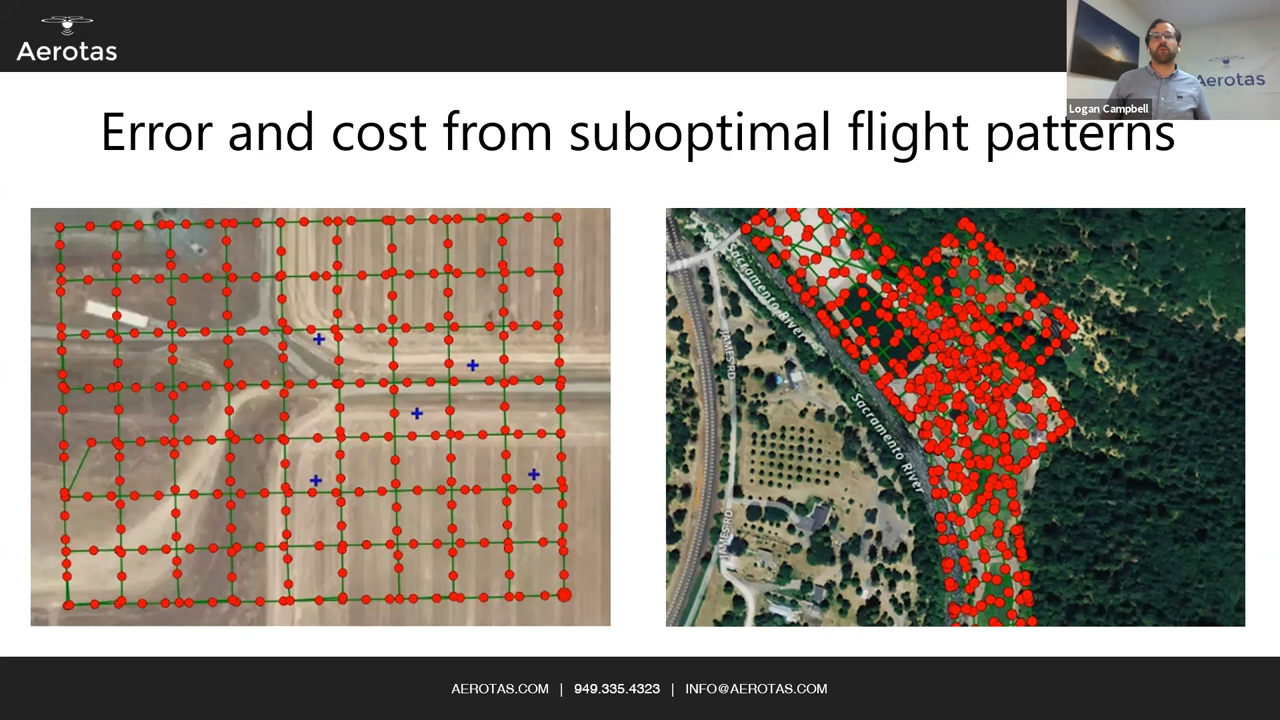 Aerotas
Aerotas
Logan Campbell
Error and cost from suboptimal flight patterns
Sacramento River
JAMES RD
Sacramento River
JAMES RD
AEROTAS.COM | 949.335.4323 | INFO@AEROTAS.COM